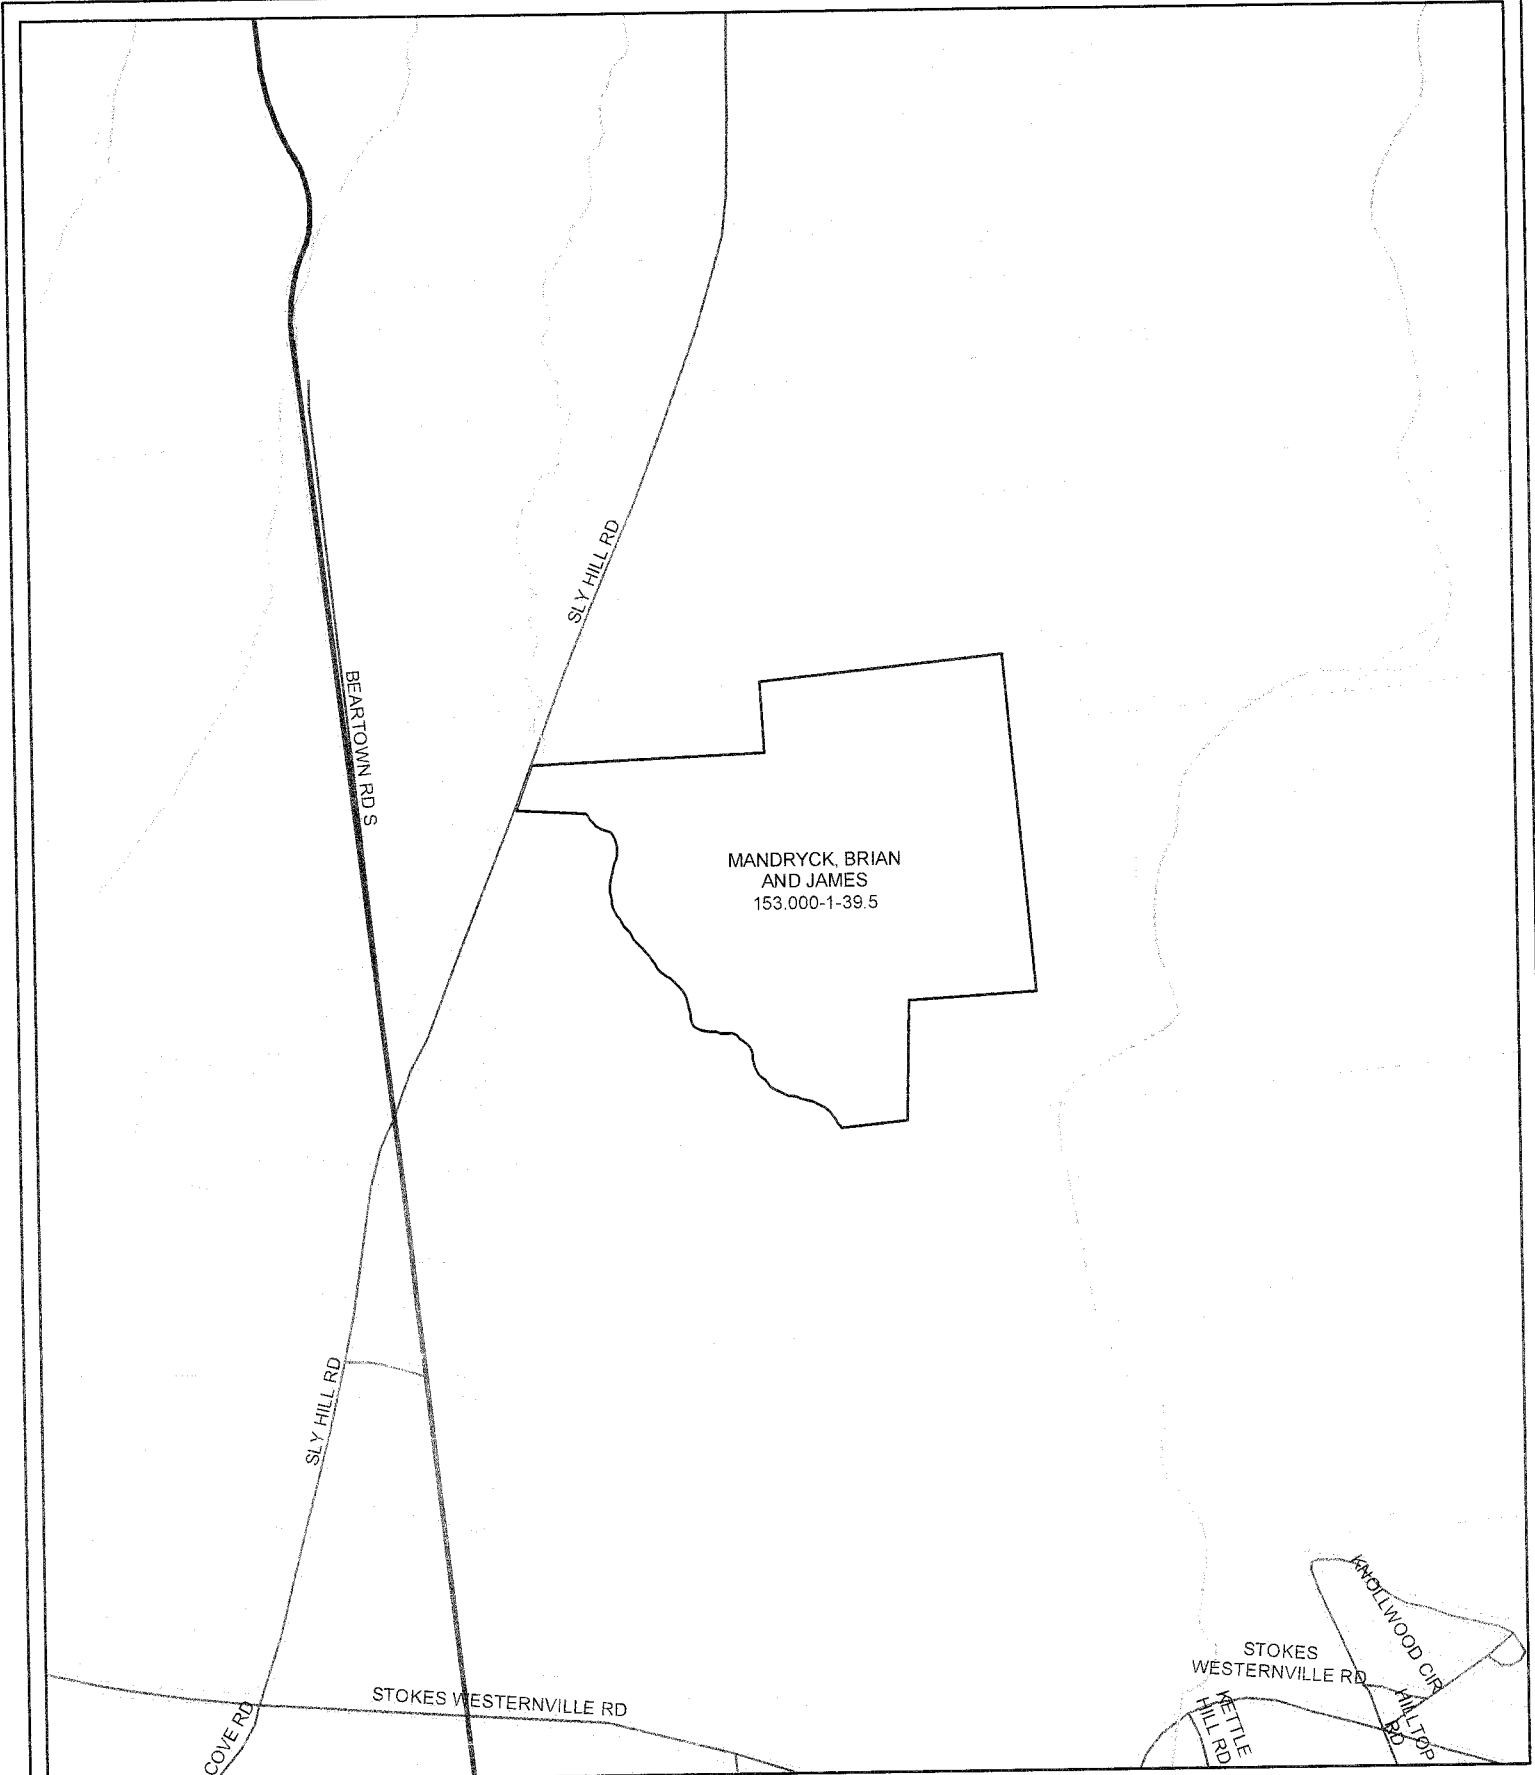 SLY HILL RD
BEARTOWN RD S
MANDRYCK, BRIAN
AND JAMES
153.000-1-39.5
SLY HILL RD
KNOLLWOOD CIR
STOKES
WESTERNVILLE RD
STOKES WESTERNVILLE RD
COVE RD
KETTLE
HILL RD
HILLTOP
RD